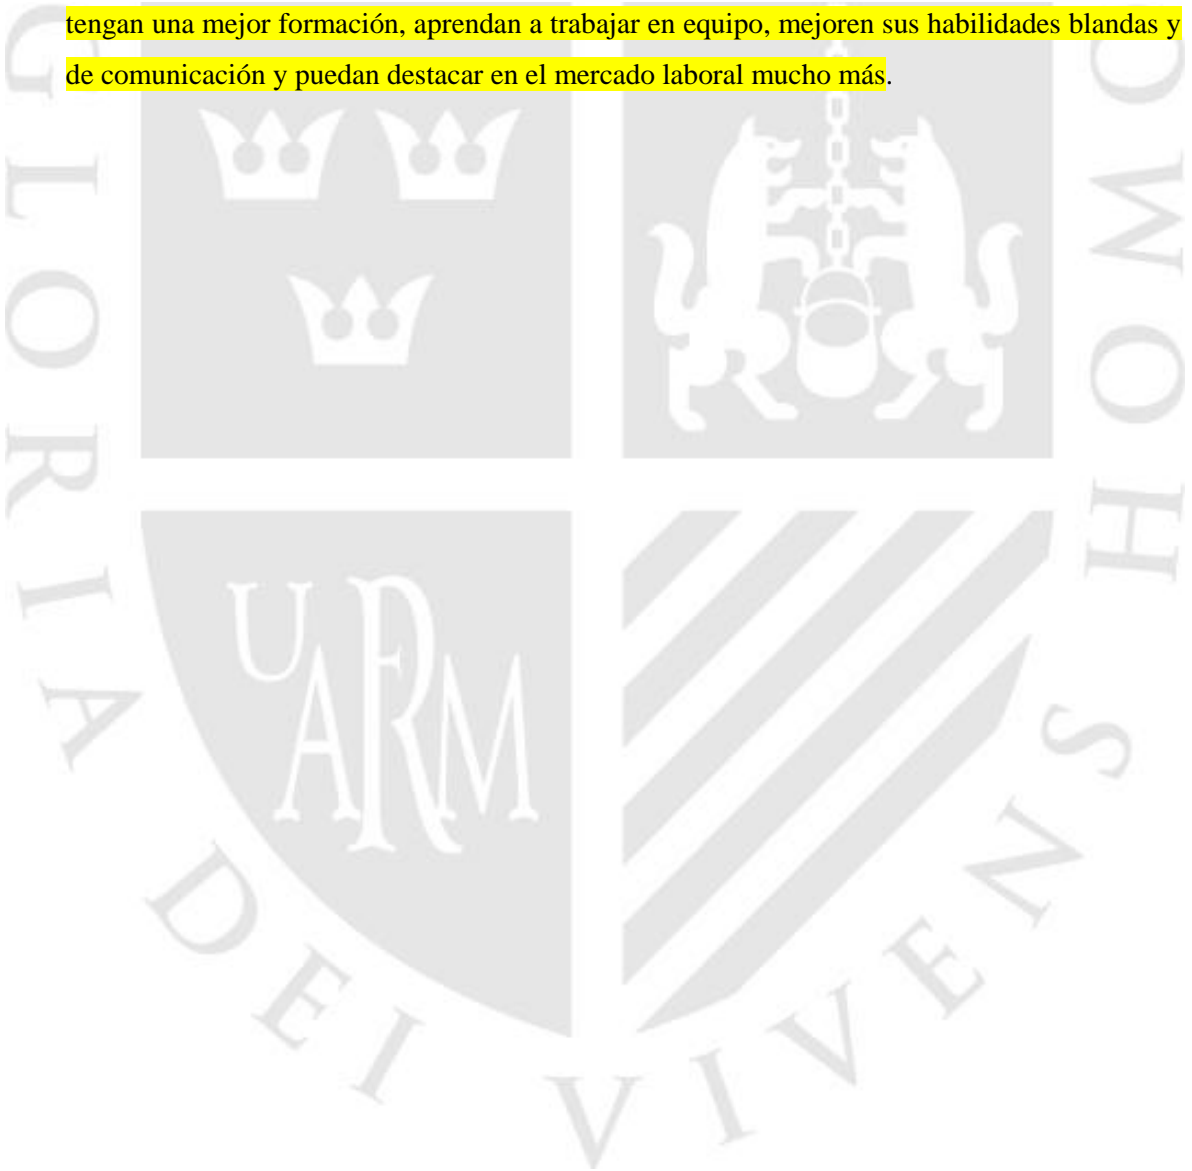 tengan una mejor formación, aprendan a trabajar en equipo, mejoren sus habilidades blandas y
de comunicación y puedan destacar en el mercado laboral mucho más.
GLORIA DEI VIVENS HOMO
UARM